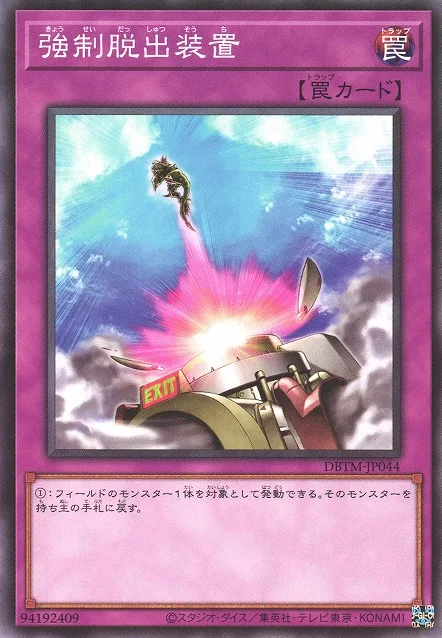 強制脱出装置
罠
【罠カード】
EXIT
DBTM-JP044
①:フィールドのモンスター1体を対象として発動できる。そのモンスターを
持ち主の手札に戻す。
94192409
©スタジオ・ダイス/集英社・テレビ東京・KONAMI